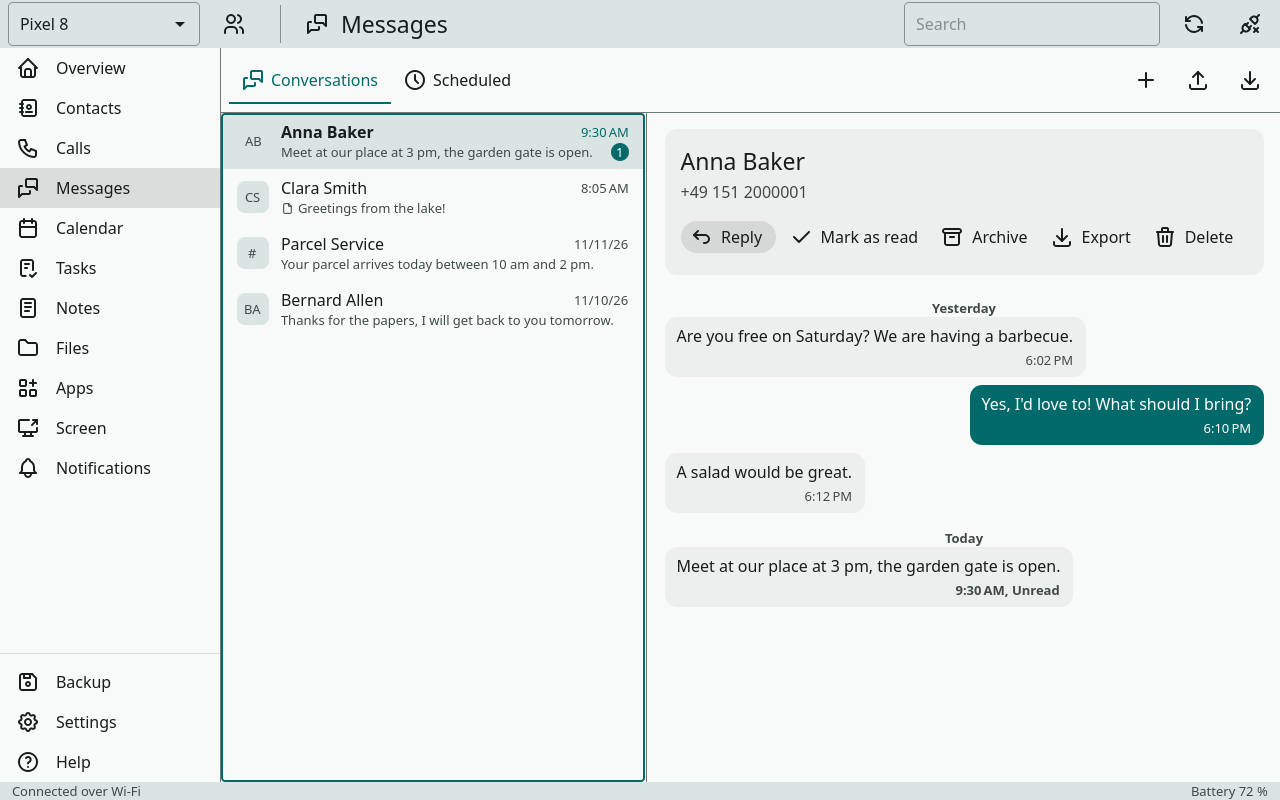 Pixel 8
Messages
Search
Overview
Contacts
Calls
Messages
Calendar
Tasks
Notes
Files
Apps
Screen
Notifications
Backup
Settings
Help
Conversations
Scheduled
AB
Anna Baker
9:30 AM
Meet at our place at 3 pm, the garden gate is open.
1
CS
Clara Smith
8:05 AM
Greetings from the lake!
#
Parcel Service
11/11/26
Your parcel arrives today between 10 am and 2 pm.
BA
Bernard Allen
11/10/26
Thanks for the papers, I will get back to you tomorrow.
Anna Baker
+49 151 2000001
Reply
Mark as read
Archive
Export
Delete
Yesterday
Are you free on Saturday? We are having a barbecue.
6:02 PM
Yes, I'd love to! What should I bring?
6:10 PM
A salad would be great.
6:12 PM
Today
Meet at our place at 3 pm, the garden gate is open.
9:30 AM, Unread
Connected over Wi-Fi
Battery 72 %